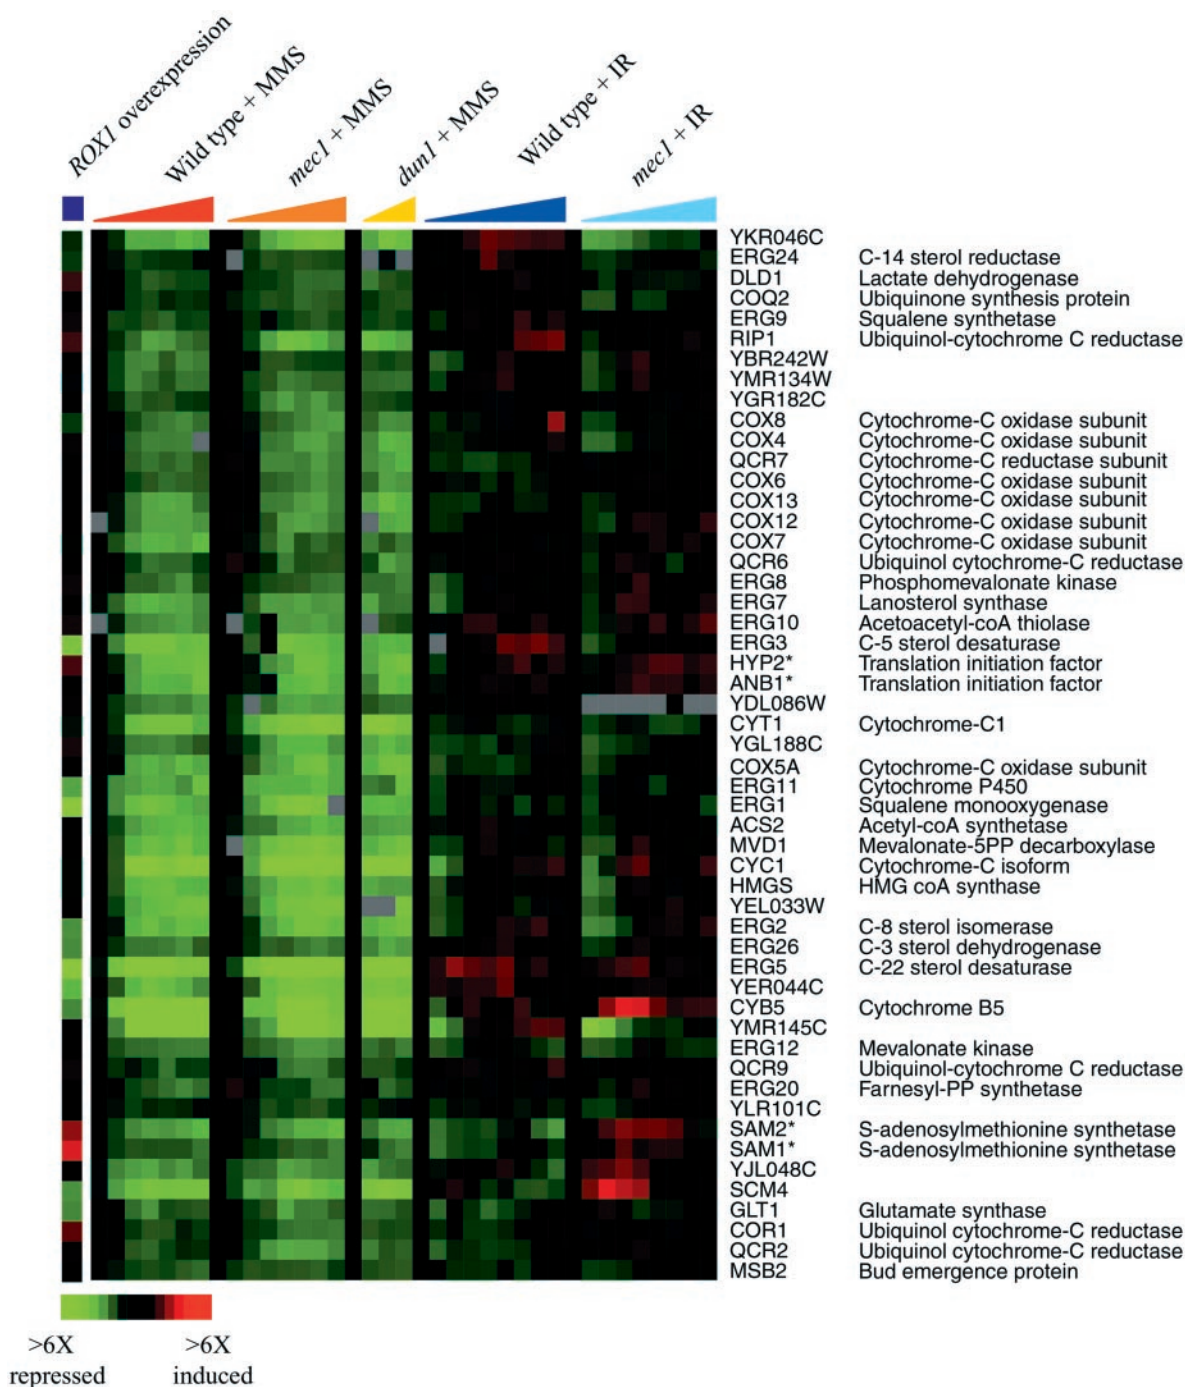 ROX1 overexpression
Wild type + MMS
mec1 + MMS
dun1 + MMS
Wild type + IR
mec1 + IR
YKR046C
ERG24 C-14 sterol reductase
DLD1 Lactate dehydrogenase
COQ2 Ubiquinone synthesis protein
ERG9 Squalene synthetase
RIP1 Ubiquinol-cytochrome C reductase
YBR242W
YMR134W
YGR182C
COX8 Cytochrome-C oxidase subunit
COX4 Cytochrome-C oxidase subunit
QCR7 Cytochrome-C reductase subunit
COX6 Cytochrome-C oxidase subunit
COX13 Cytochrome-C oxidase subunit
COX12 Cytochrome-C oxidase subunit
COX7 Cytochrome-C oxidase subunit
QCR6 Ubiquinol cytochrome-C reductase
ERG8 Phosphomevalonate kinase
ERG7 Lanosterol synthase
ERG10 Acetoacetyl-coA thiolase
ERG3 C-5 sterol desaturase
HYP2* Translation initiation factor
ANB1* Translation initiation factor
YDL086W
CYT1 Cytochrome-C1
YGL188C
COX5A Cytochrome-C oxidase subunit
ERG11 Cytochrome P450
ERG1 Squalene monooxygenase
ACS2 Acetyl-coA synthetase
MVD1 Mevalonate-5PP decarboxylase
CYC1 Cytochrome-C isoform
HMGS HMG coA synthase
YEL033W
ERG2 C-8 sterol isomerase
ERG26 C-3 sterol dehydrogenase
ERG5 C-22 sterol desaturase
YER044C
CYB5 Cytochrome B5
YMR145C
ERG12 Mevalonate kinase
QCR9 Ubiquinol-cytochrome C reductase
ERG20 Farnesyl-PP synthetase
YLR101C
SAM2* S-adenosylmethionine synthetase
SAM1* S-adenosylmethionine synthetase
YJL048C
SCM4
GLT1 Glutamate synthase
COR1 Ubiquinol cytochrome-C reductase
QCR2 Ubiquinol cytochrome-C reductase
MSB2 Bud emergence protein
>6X >6X
repressed induced